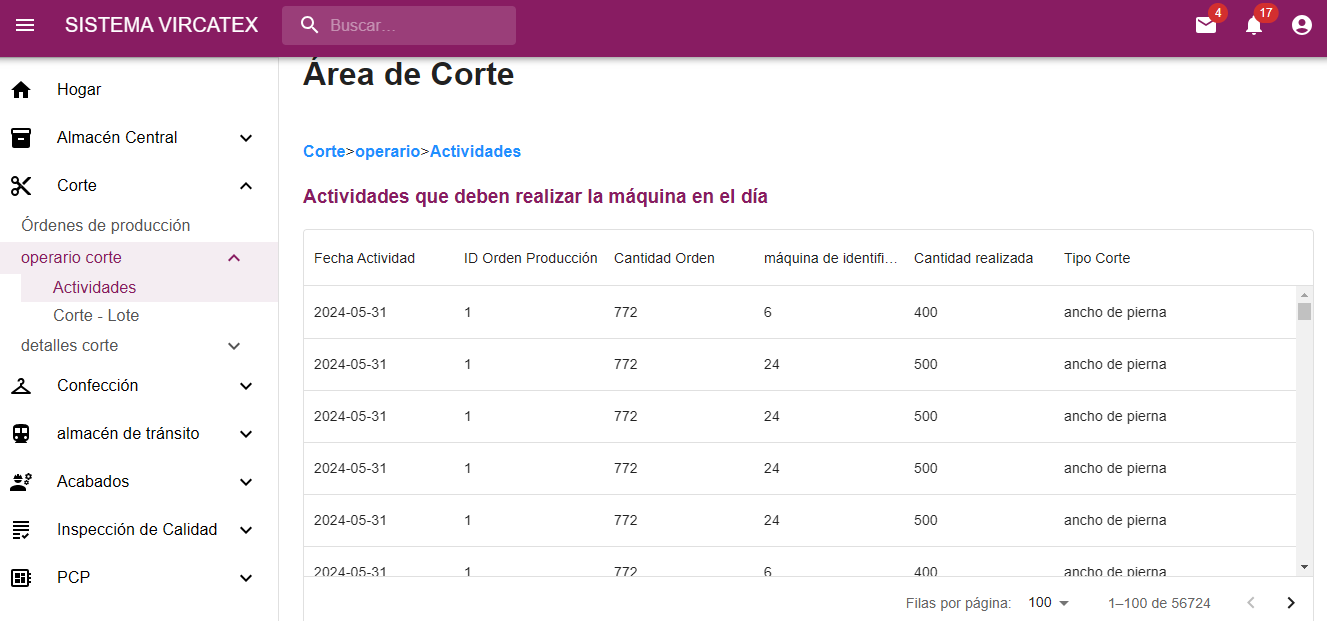 SISTEMA VIRCATEX
Buscar...
4
17
Hogar
Almacén Central
Corte
Órdenes de producción
operario corte
Actividades
Corte - Lote
detalles corte
Confección
almacén de tránsito
Acabados
Inspección de Calidad
PCP
Área de Corte
Corte>operario>Actividades
Actividades que deben realizar la máquina en el día
Fecha Actividad ID Orden Producción Cantidad Orden máquina de identifi... Cantidad realizada Tipo Corte
2024-05-31 1 772 6 400 ancho de pierna
2024-05-31 1 772 24 500 ancho de pierna
2024-05-31 1 772 24 500 ancho de pierna
2024-05-31 1 772 24 500 ancho de pierna
2024-05-31 1 772 24 500 ancho de pierna
2024-05-31 1 772 6 400 ancho de pierna
Filas por página: 100 1–100 de 56724